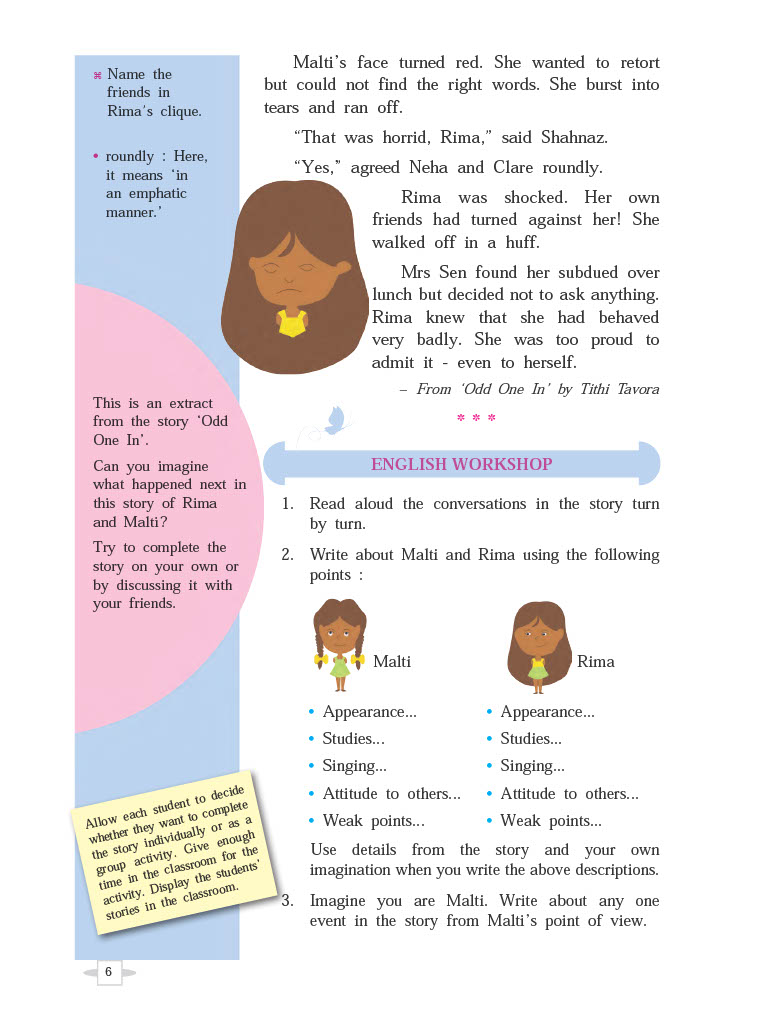 Malti's face turned red. She wanted to retort
but could not find the right words. She burst into
tears and ran off.
"That was horrid, Rima," said Shahnaz.
"Yes," agreed Neha and Clare roundly.
Rima was shocked. Her own
friends had turned against her! She
walked off in a huff.
Mrs Sen found her subdued over
lunch but decided not to ask anything.
Rima knew that she had behaved
very badly. She was too proud to
admit it - even to herself.
– From 'Odd One In' by Tithi Tavora
* * *
⌘ Name the
friends in
Rima's clique.
• roundly : Here,
it means 'in
an emphatic
manner.'
This is an extract
from the story 'Odd
One In'.
Can you imagine
what happened next in
this story of Rima
and Malti?
Try to complete the
story on your own or
by discussing it with
your friends.
Allow each student to decide
whether they want to complete
the story individually or as a
group activity. Give enough
time in the classroom for the
activity. Display the students'
stories in the classroom.
ENGLISH WORKSHOP
1. Read aloud the conversations in the story turn
by turn.
2. Write about Malti and Rima using the following
points :
Malti
• Appearance...
• Studies...
• Singing...
• Attitude to others...
• Weak points...
Rima
• Appearance...
• Studies...
• Singing...
• Attitude to others...
• Weak points...
Use details from the story and your own
imagination when you write the above descriptions.
3. Imagine you are Malti. Write about any one
event in the story from Malti's point of view.
6